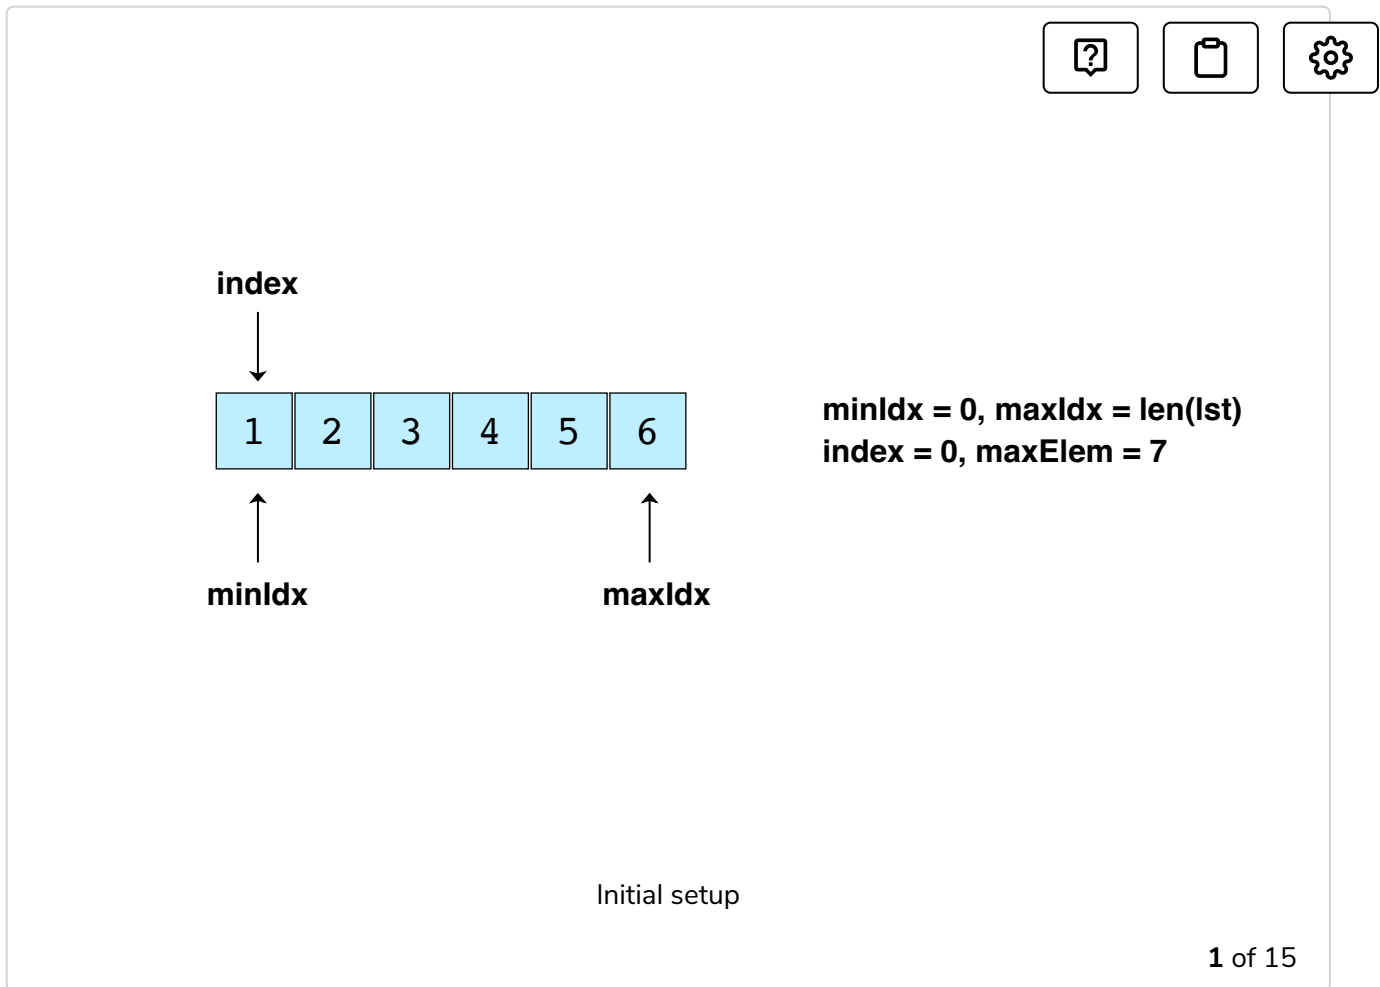 ?
index
1 2 3 4 5 6
minIdx = 0, maxIdx = len(lst)
index = 0, maxElem = 7
minIdx maxIdx
Initial setup
1 of 15